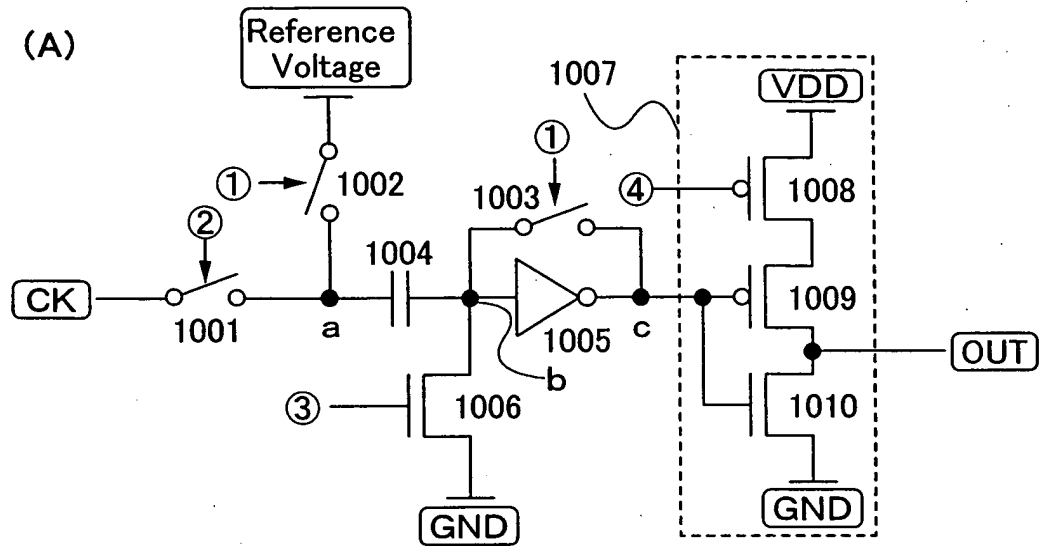 (A)
Reference
Voltage
1007
VDD
①
①
1002
1003
④
1008
②
1004
CK
1009
1001
a
1005
c
OUT
b
③
1006
1010
GND
GND